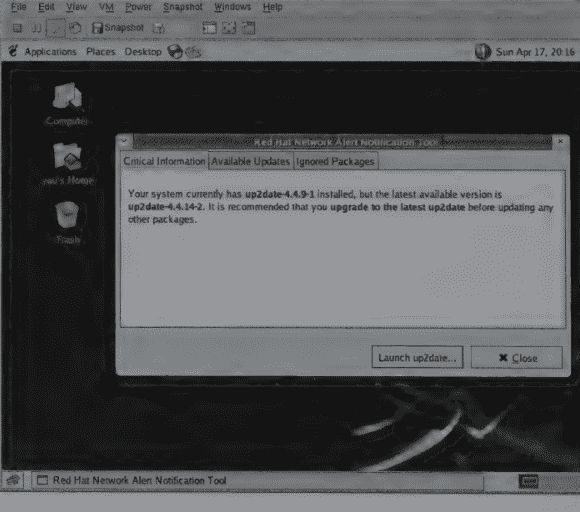 File Edit View VM Power Snapshot Windows Help
Snapshot
Applications Places Desktop Sun Apr 17, 20:16
Computer
you's Home
Trash
Red Hat Network Alert Notification Tool
Critical Information Available Updates Ignored Packages
Your system currently has up2date-4.4.9-1 installed, but the latest available version is
up2date-4.4.14-2. It is recommended that you upgrade to the latest up2date before updating any
other packages.
Launch up2date... Close
Red Hat Network Alert Notification Tool